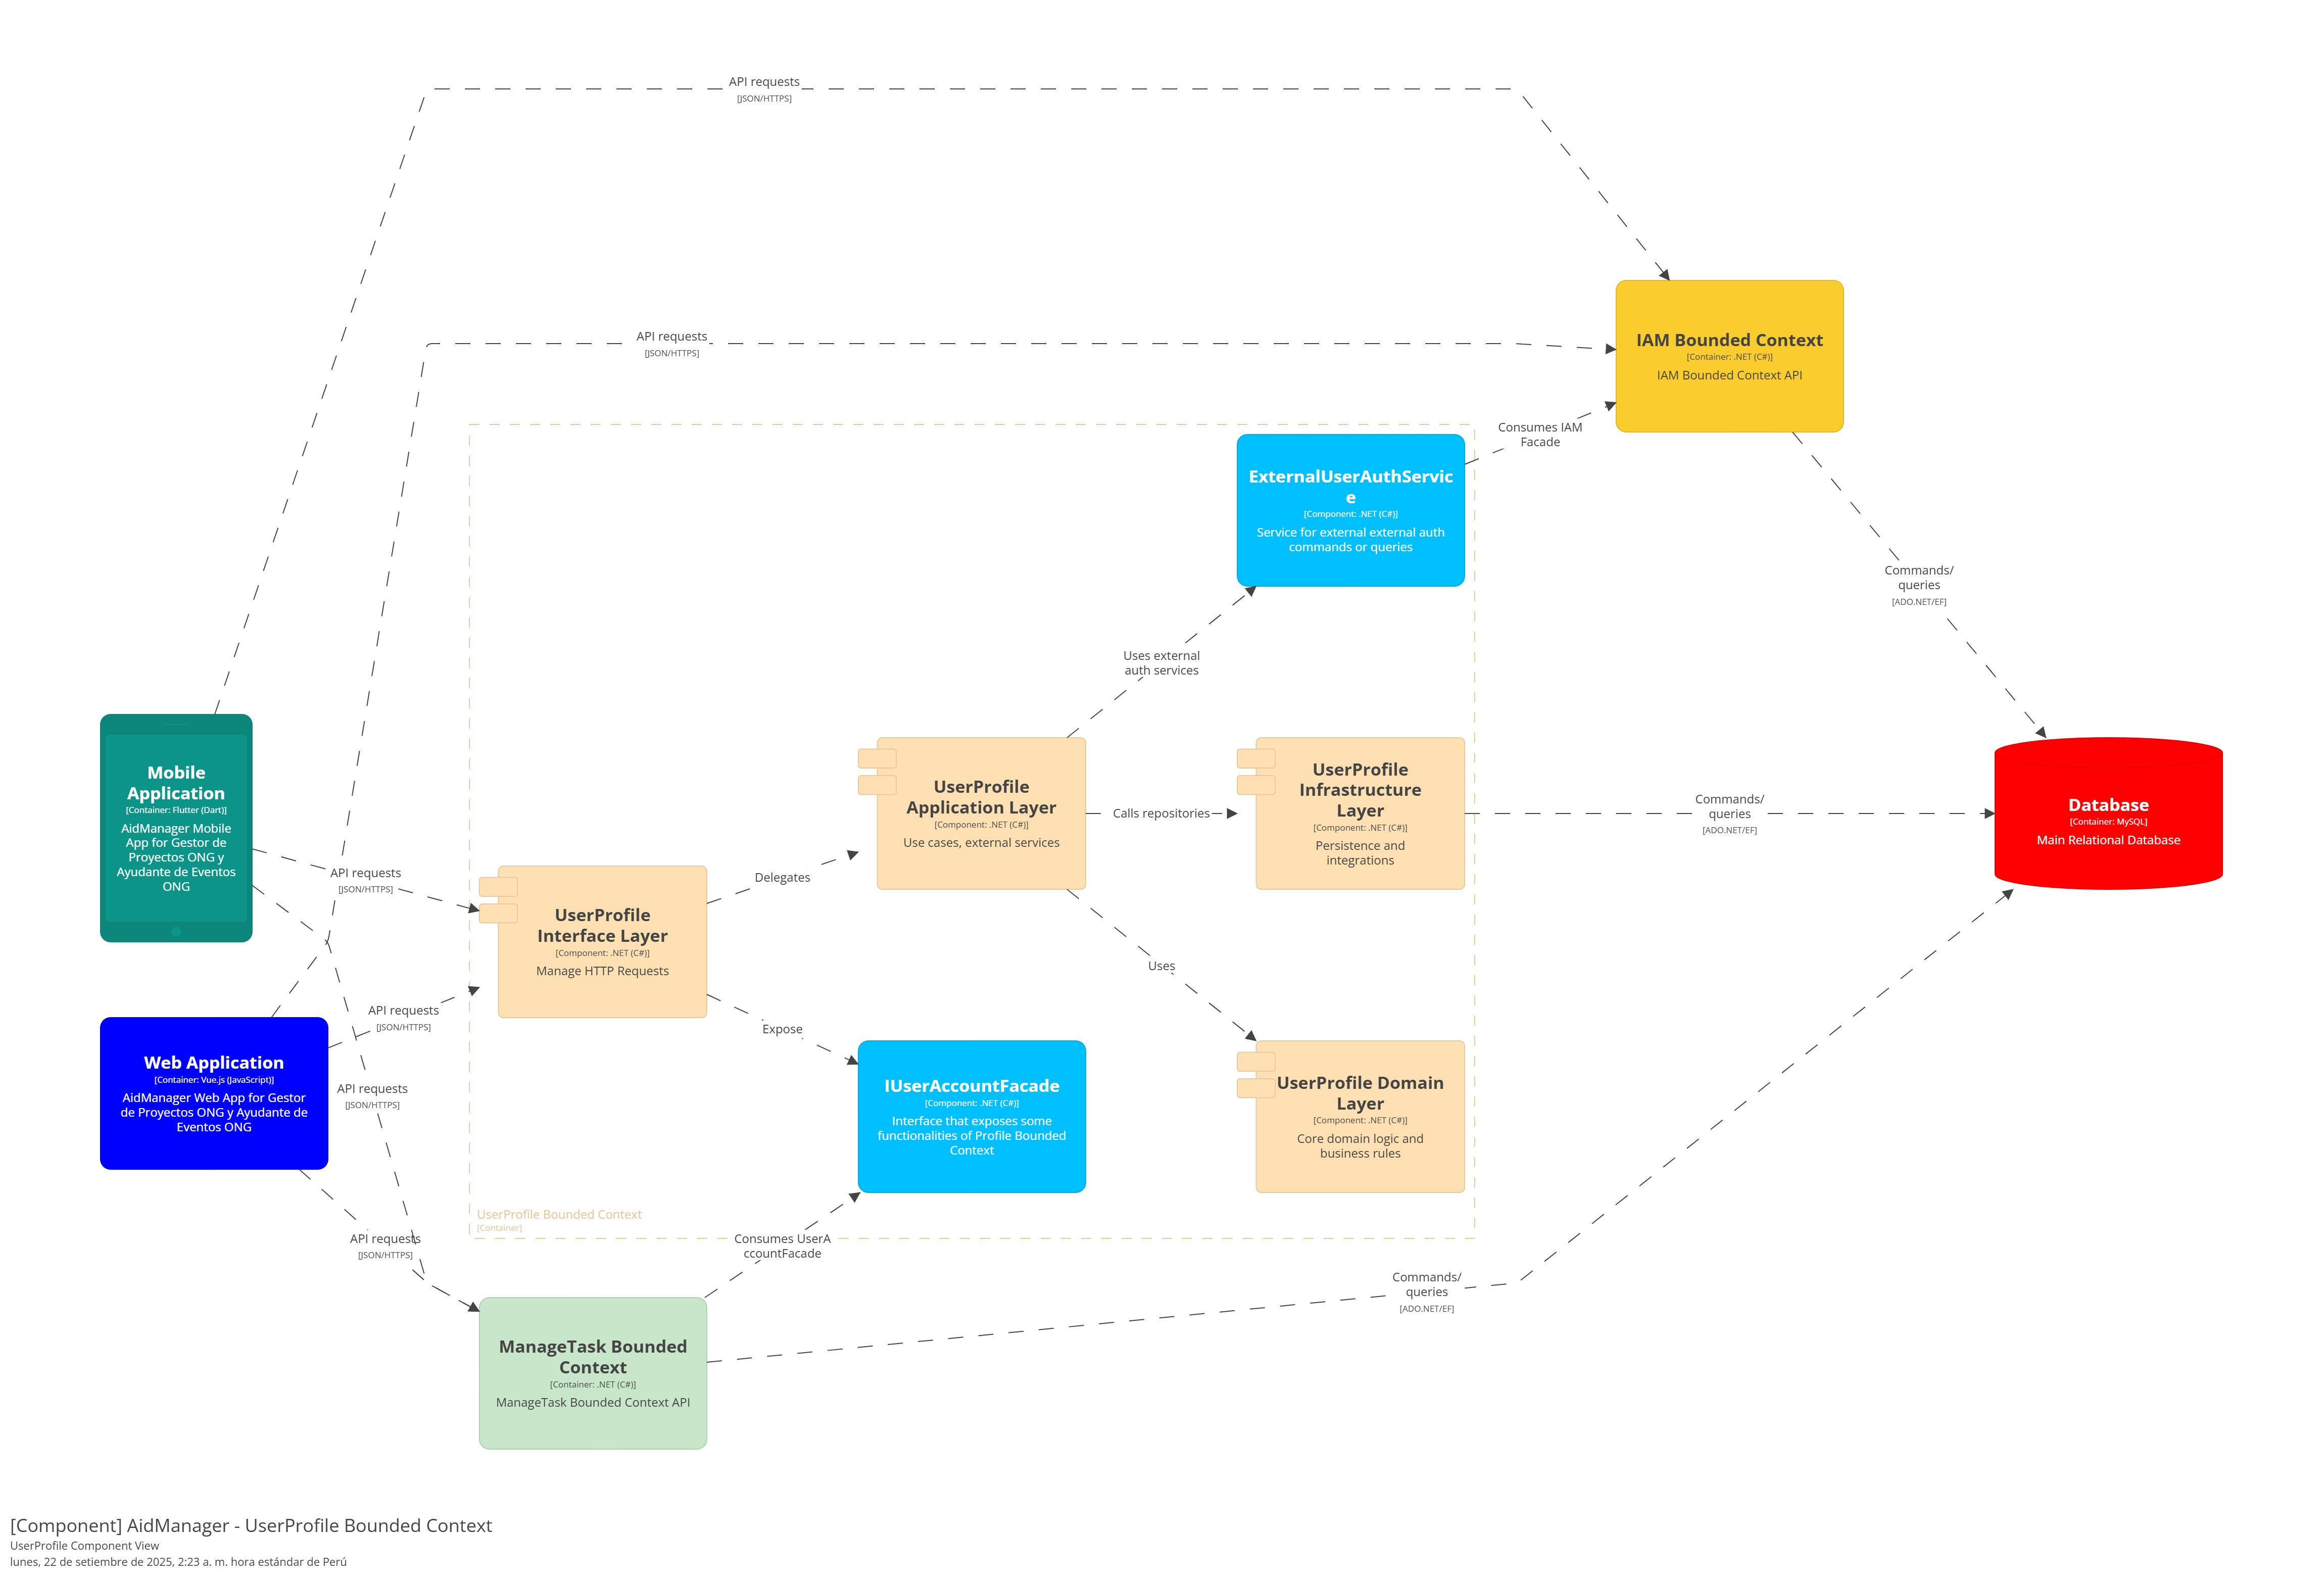 API requests
[JSON/HTTPS]
API requests
[JSON/HTTPS]
IAM Bounded Context
[Container: .NET (C#)]
IAM Bounded Context API
Consumes IAM
Facade
ExternalUserAuthServic
e
[Component: .NET (C#)]
Service for external external auth
commands or queries
Commands/
queries
[ADO.NET/EF]
Uses external
auth services
Mobile
Application
[Container: Flutter (Dart)]
AidManager Mobile
App for Gestor de
Proyectos ONG y
Ayudante de Eventos
ONG
API requests
[JSON/HTTPS]
UserProfile
Interface Layer
[Component: .NET (C#)]
Manage HTTP Requests
Delegates
UserProfile
Application Layer
[Component: .NET (C#)]
Use cases, external services
Calls repositories
UserProfile
Infrastructure
Layer
[Component: .NET (C#)]
Persistence and
integrations
Commands/
queries
[ADO.NET/EF]
Database
[Container: MySQL]
Main Relational Database
Uses
Web Application
[Container: Vue.js (JavaScript)]
AidManager Web App for Gestor
de Proyectos ONG y Ayudante de
Eventos ONG
API requests
[JSON/HTTPS]
API requests
[JSON/HTTPS]
Expose
IUserAccountFacade
[Component: .NET (C#)]
Interface that exposes some
functionalities of Profile Bounded
Context
UserProfile Domain
Layer
[Component: .NET (C#)]
Core domain logic and
business rules
UserProfile Bounded Context
[Container]
API requests
[JSON/HTTPS]
Consumes UserA
ccountFacade
Commands/
queries
[ADO.NET/EF]
ManageTask Bounded
Context
[Container: .NET (C#)]
ManageTask Bounded Context API
[Component] AidManager - UserProfile Bounded Context
UserProfile Component View
lunes, 22 de setiembre de 2025, 2:23 a. m. hora estándar de Perú